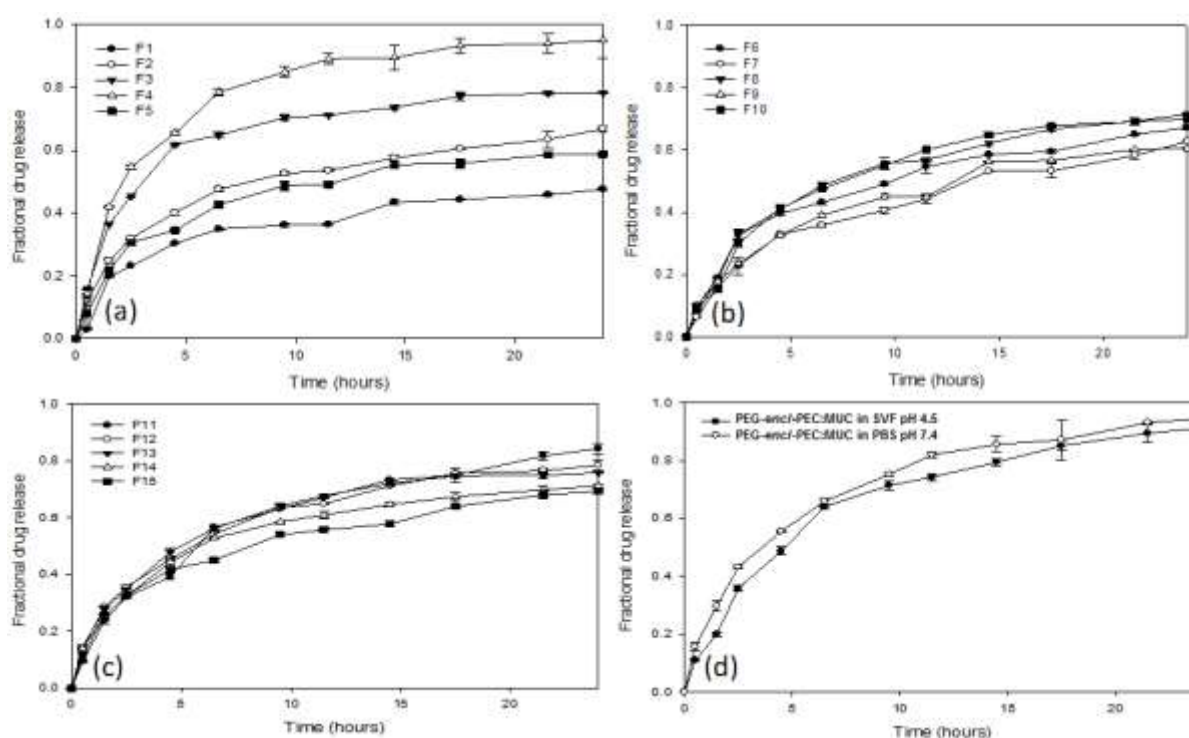 1.0
0.8
0.6
0.4
0.2
0.0
Fractional drug release
F1
F2
F3
F4
F5
(a)
0 5 10 15 20
Time (hours)
1.0
0.8
0.6
0.4
0.2
0.0
Fractional drug release
F6
F7
F8
F9
F10
(b)
0 5 10 15 20
Time (hours)
1.0
0.8
0.6
0.4
0.2
0.0
Fractional drug release
F11
F12
F13
F14
F15
(c)
0 5 10 15 20
Time (hours)
1.0
0.8
0.6
0.4
0.2
0.0
Fractional drug release
PEG-encl-PEC:MUC in SVF pH 4.5
PEG-encl-PEC:MUC in PBS pH 7.4
(d)
0 5 10 15 20
Time (hours)